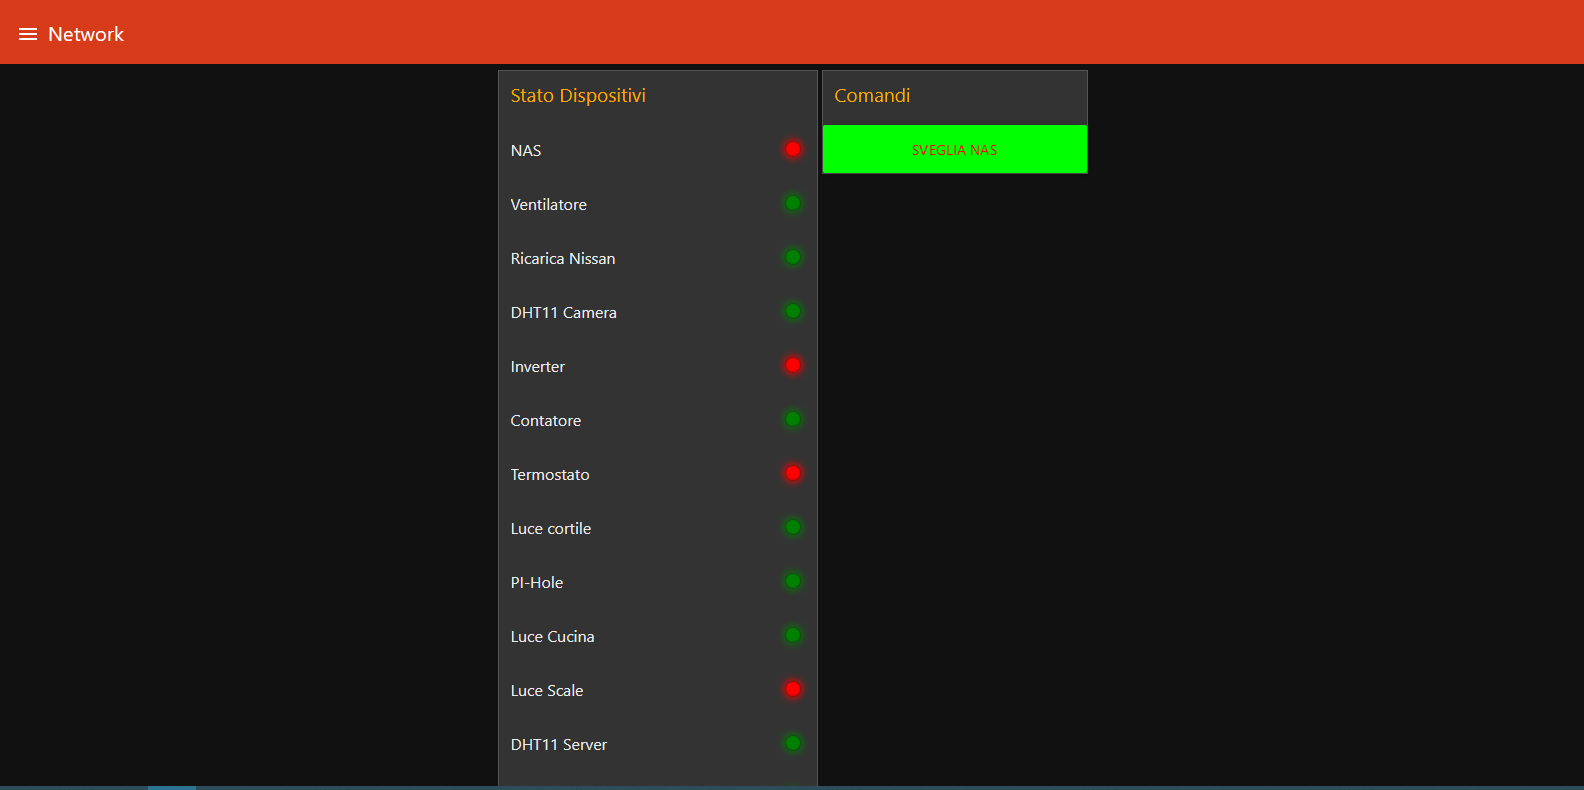 Network
Stato Dispositivi
NAS
Ventilatore
Ricarica Nissan
DHT11 Camera
Inverter
Contatore
Termostato
Luce cortile
PI-Hole
Luce Cucina
Luce Scale
DHT11 Server
Comandi
SVEGLIA NAS